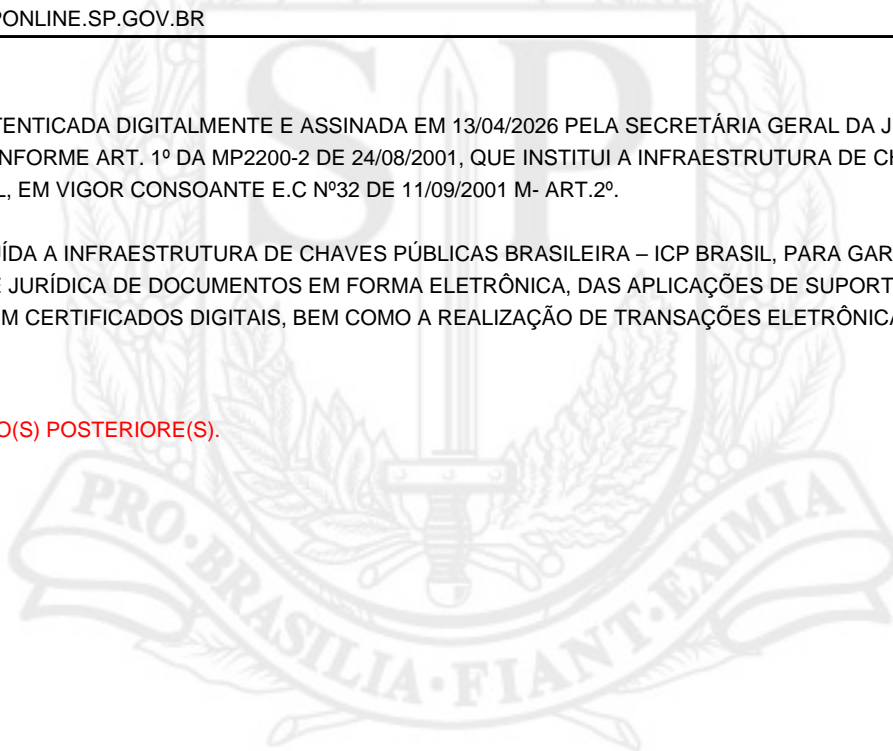 PONLINE.SP.GOV.BR
TENTICADA DIGITALMENTE E ASSINADA EM 13/04/2026 PELA SECRETÁRIA GERAL DA J
NFORME ART. 1º DA MP2200-2 DE 24/08/2001, QUE INSTITUI A INFRAESTRUTURA DE CH
L, EM VIGOR CONSOANTE E.C Nº32 DE 11/09/2001 M- ART.2º.
UÍDA A INFRAESTRUTURA DE CHAVES PÚBLICAS BRASILEIRA – ICP BRASIL, PARA GAR
E JURÍDICA DE DOCUMENTOS EM FORMA ELETRÔNICA, DAS APLICAÇÕES DE SUPORT
EM CERTIFICADOS DIGITAIS, BEM COMO A REALIZAÇÃO DE TRANSAÇÕES ELETRÔNICA
O(S) POSTERIORE(S).
SP
PRO·BRASILIA·FIANT·EXIMIA